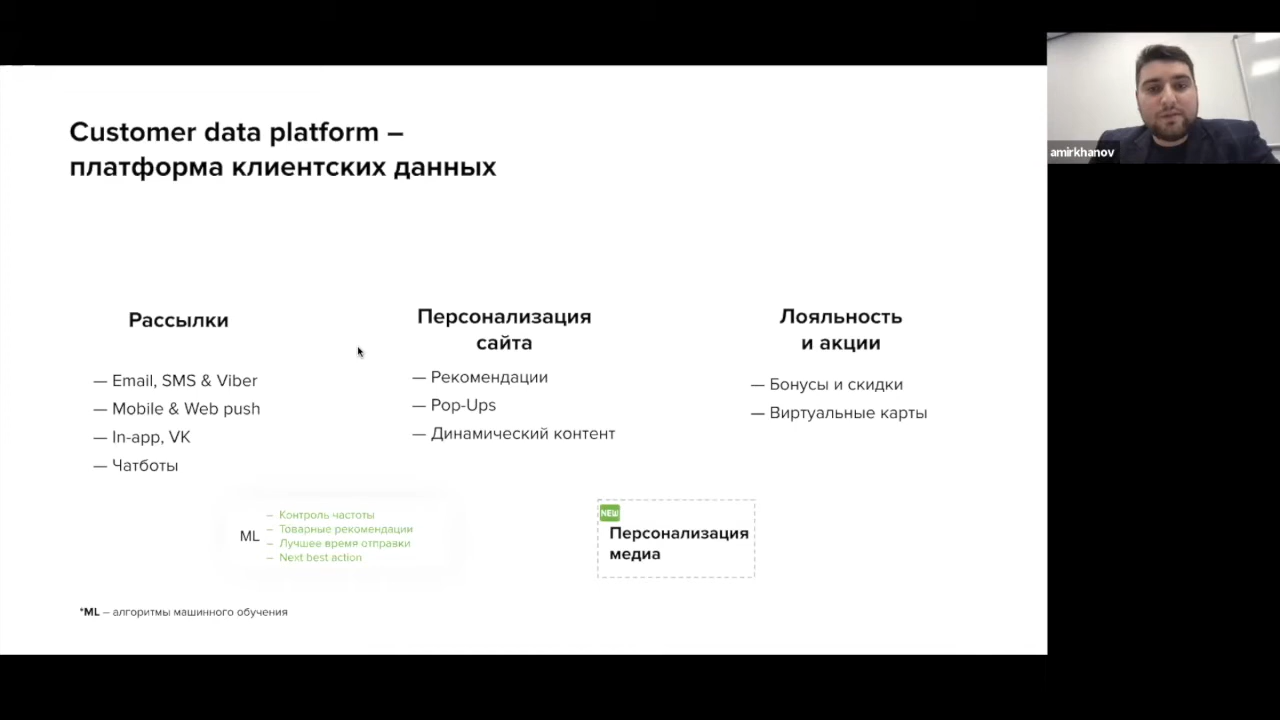 Customer data platform –
платформа клиентских данных
amirkhanov
Рассылки
— Email, SMS & Viber
— Mobile & Web push
— In-app, VK
— Чатботы
Персонализация
сайта
— Рекомендации
— Pop-Ups
— Динамический контент
Лояльность
и акции
— Бонусы и скидки
— Виртуальные карты
ML
– Контроль частоты
– Товарные рекомендации
– Лучшее время отправки
– Next best action
NEW
Персонализация
медиа
*ML – алгоритмы машинного обучения